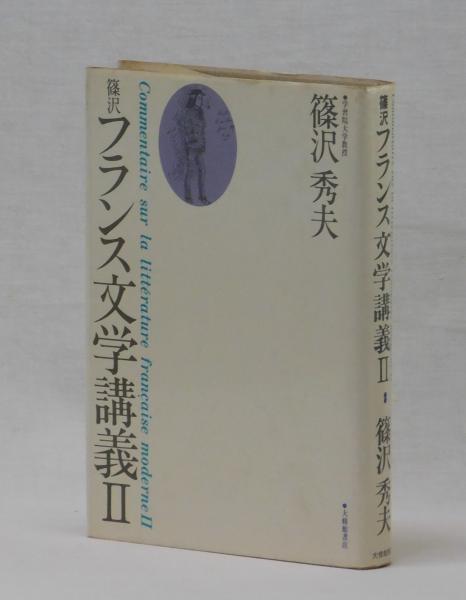 篠沢 フランス文学講義II
Commentaire sur la littérature française moderne II
●学習院大学教授
篠沢 秀夫
●大修館書店
篠沢 フランス文学講義II
篠沢 秀夫
大修館書店